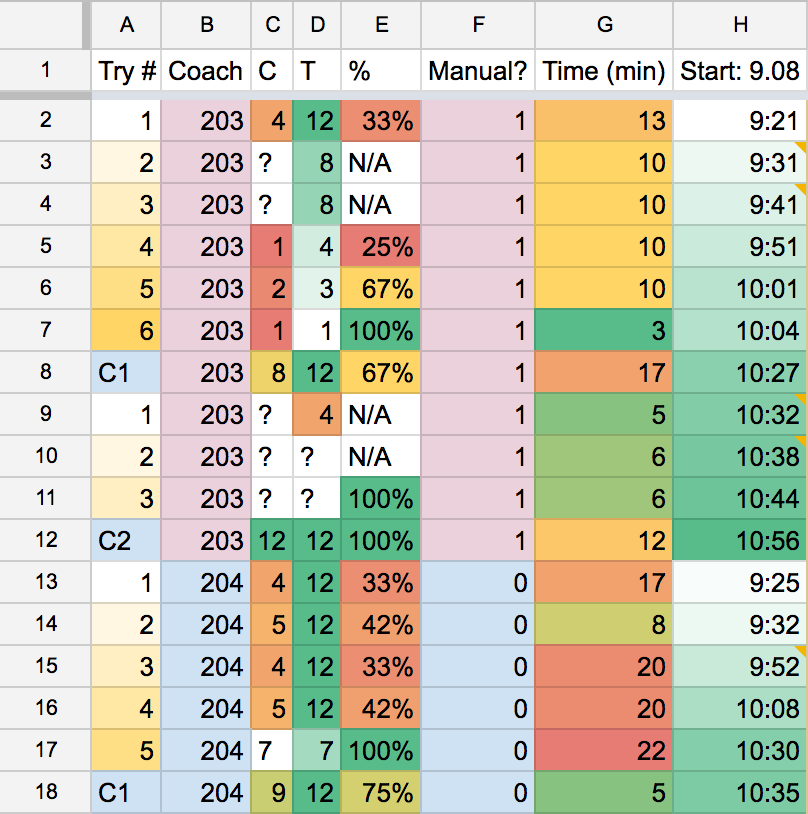 A B C D E F G H
1 Try # Coach C T % Manual? Time (min) Start: 9.08
2 1 203 4 12 33% 1 13 9:21
3 2 203 ? 8 N/A 1 10 9:31
4 3 203 ? 8 N/A 1 10 9:41
5 4 203 1 4 25% 1 10 9:51
6 5 203 2 3 67% 1 10 10:01
7 6 203 1 1 100% 1 3 10:04
8 C1 203 8 12 67% 1 17 10:27
9 1 203 ? 4 N/A 1 5 10:32
10 2 203 ? ? N/A 1 6 10:38
11 3 203 ? ? 100% 1 6 10:44
12 C2 203 12 12 100% 1 12 10:56
13 1 204 4 12 33% 0 17 9:25
14 2 204 5 12 42% 0 8 9:32
15 3 204 4 12 33% 0 20 9:52
16 4 204 5 12 42% 0 20 10:08
17 5 204 7 7 100% 0 22 10:30
18 C1 204 9 12 75% 0 5 10:35